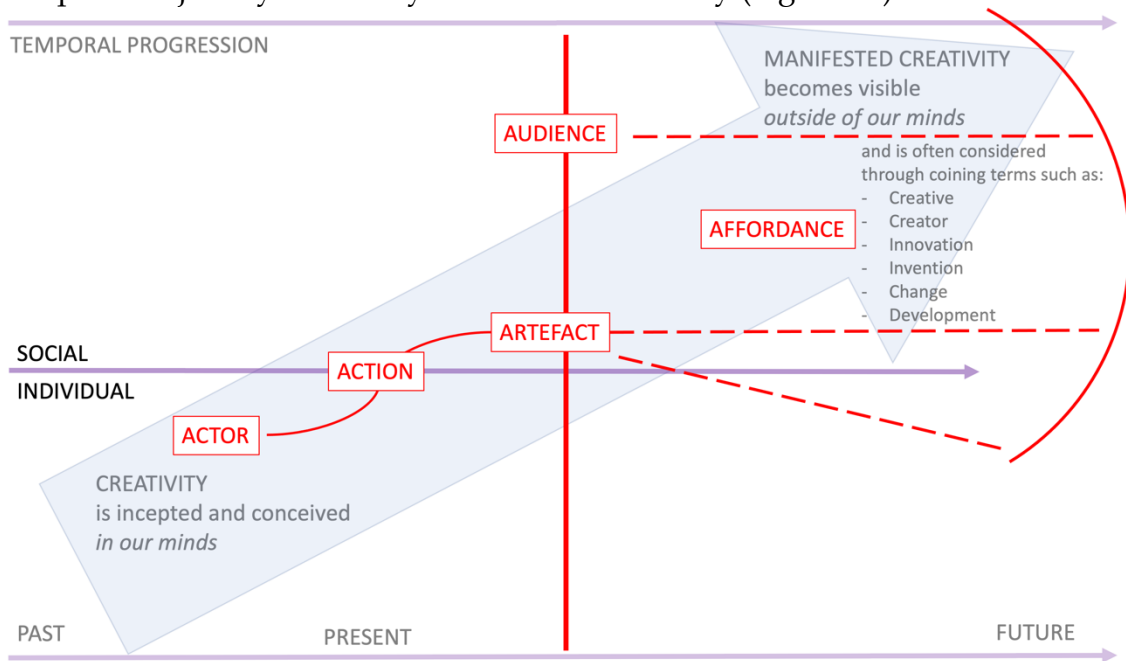 TEMPORAL PROGRESSION
MANIFESTED CREATIVITY
becomes visible
outside of our minds
AUDIENCE
and is often considered
through coining terms such as:
- Creative
- Creator
- Innovation
- Invention
- Change
- Development
AFFORDANCE
ARTEFACT
SOCIAL
ACTION
INDIVIDUAL
ACTOR
CREATIVITY
is incepted and conceived
in our minds
PAST
PRESENT
FUTURE